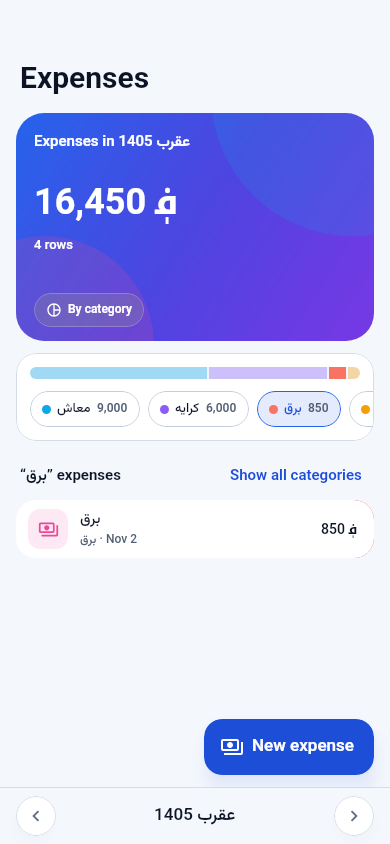 Expenses
Expenses in عقرب 1405
16,450 ؋
4 rows
By category
معاش 9,000
کرایه 6,000
برق 850
“برق” expenses
Show all categories
برق
برق · Nov 2
850 ؋
New expense
عقرب 1405